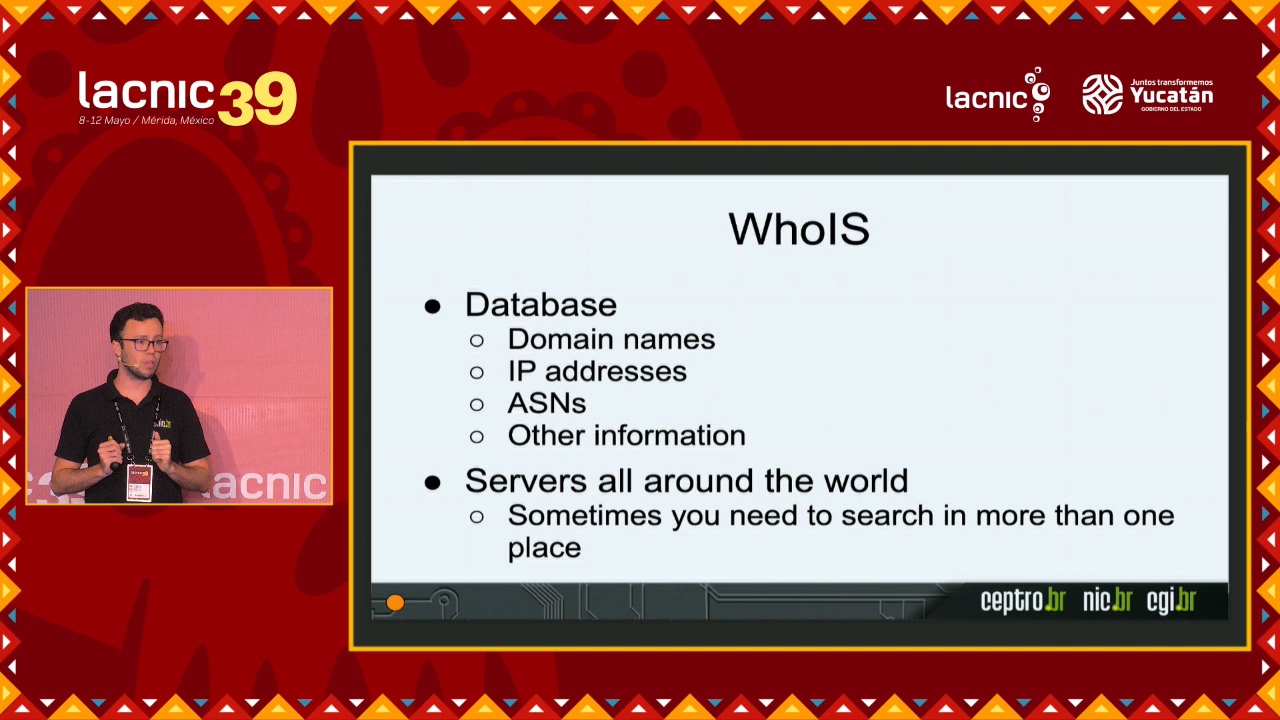 lacnic39
8-12 Mayo / Mérida, México
lacnic
Juntos transformemos
Yucatán
GOBIERNO DEL ESTADO
WhoIS
● Database
○ Domain names
○ IP addresses
○ ASNs
○ Other information
● Servers all around the world
○ Sometimes you need to search in more than one
place
nic.br
lacnic
ceptro.br nic.br cgi.br